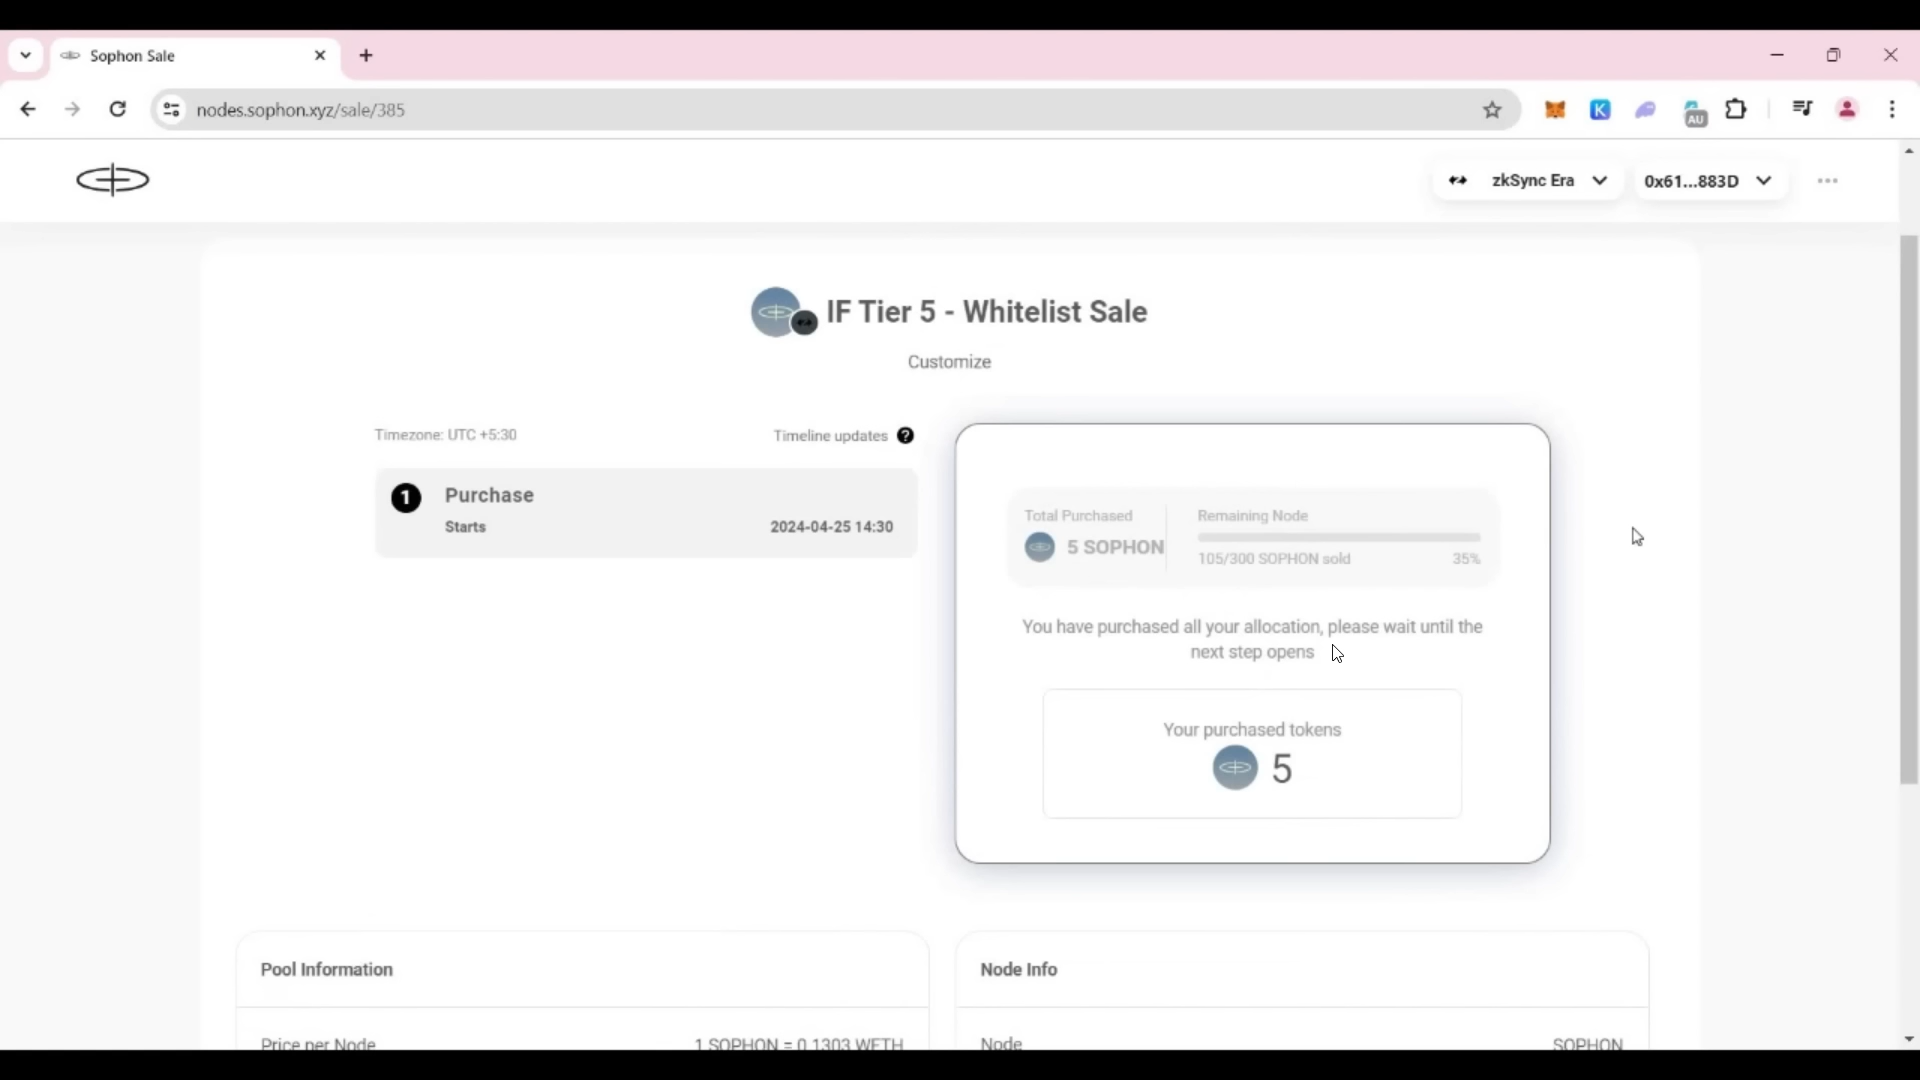 Sophon Sale
nodes.sophon.xyz/sale/385
K
AU
zkSync Era
0x61...883D
IF Tier 5 - Whitelist Sale
Customize
Timezone: UTC +5:30
Timeline updates ?
1 Purchase
Starts 2024-04-25 14:30
Total Purchased
5 SOPHON
Remaining Node
105/300 SOPHON sold 35%
You have purchased all your allocation, please wait until the
next step opens
Your purchased tokens
5
Pool Information
Price per Node 1 SOPHON = 0.1303 WETH
Node Info
Node SOPHON